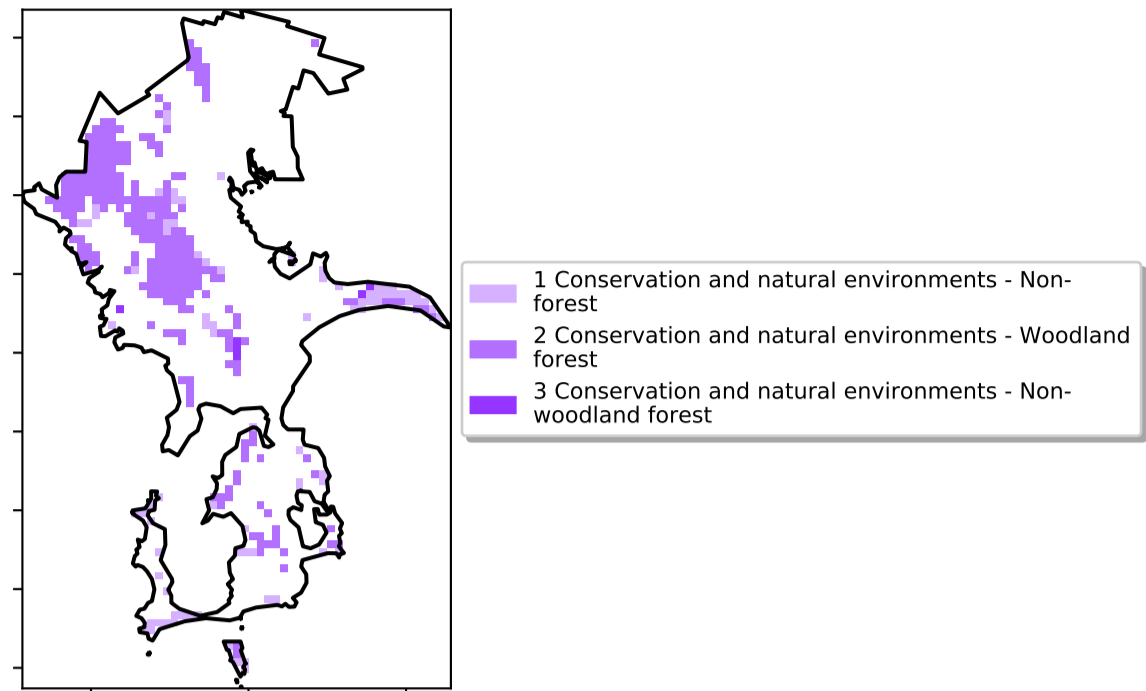 1 Conservation and natural environments - Non-
forest
2 Conservation and natural environments - Woodland
forest
3 Conservation and natural environments - Non-
woodland forest